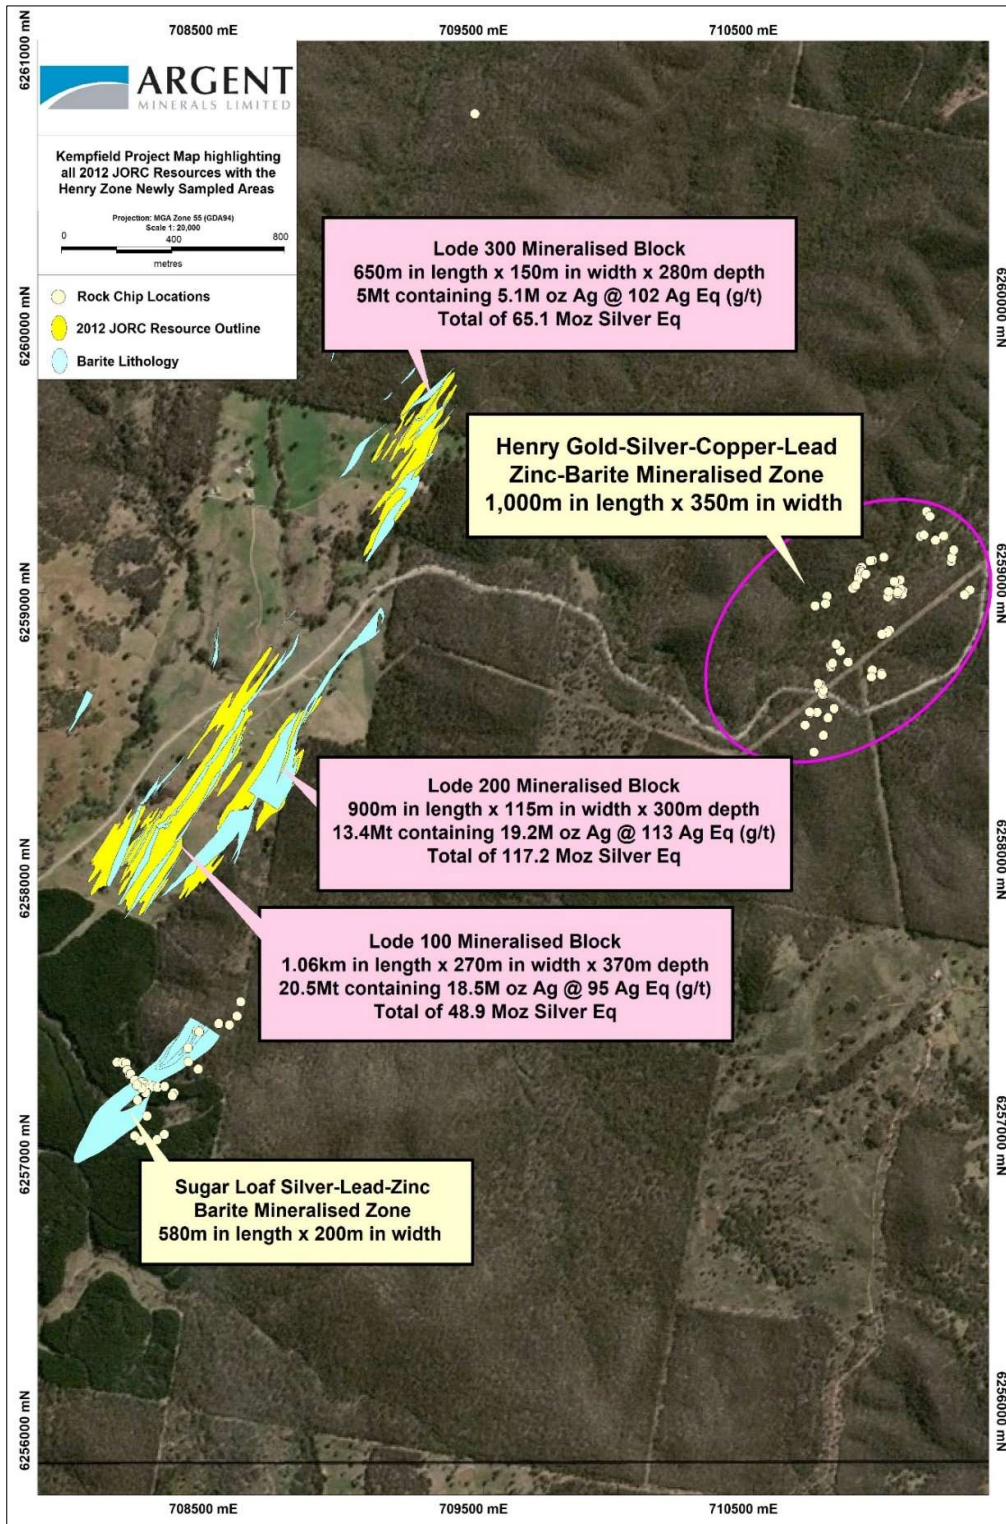 708500 mE
709500 mE
710500 mE
6261000 mN
ARGENT
MINERALS LIMITED
Kempfield Project Map highlighting
all 2012 JORC Resources with the
Henry Zone Newly Sampled Areas
Projection: MGA Zone 55 (GDA94)
Scale 1: 20,000
0
400
800
metres
Rock Chip Locations
2012 JORC Resource Outline
Barite Lithology
Lode 300 Mineralised Block
650m in length x 150m in width x 280m depth
5Mt containing 5.1M oz Ag @ 102 Ag Eq (g/t)
Total of 65.1 Moz Silver Eq
6260000 mN
6260000 mN
Henry Gold-Silver-Copper-Lead
Zinc-Barite Mineralised Zone
1,000m in length x 350m in width
6259000 mN
6259000 mN
Lode 200 Mineralised Block
900m in length x 115m in width x 300m depth
13.4Mt containing 19.2M oz Ag @ 113 Ag Eq (g/t)
Total of 117.2 Moz Silver Eq
6258000 mN
6258000 mN
Lode 100 Mineralised Block
1.06km in length x 270m in width x 370m depth
20.5Mt containing 18.5M oz Ag @ 95 Ag Eq (g/t)
Total of 48.9 Moz Silver Eq
6257000 mN
6257000 mN
Sugar Loaf Silver-Lead-Zinc
Barite Mineralised Zone
580m in length x 200m in width
6256000 mN
6256000 mN
708500 mE
709500 mE
710500 mE